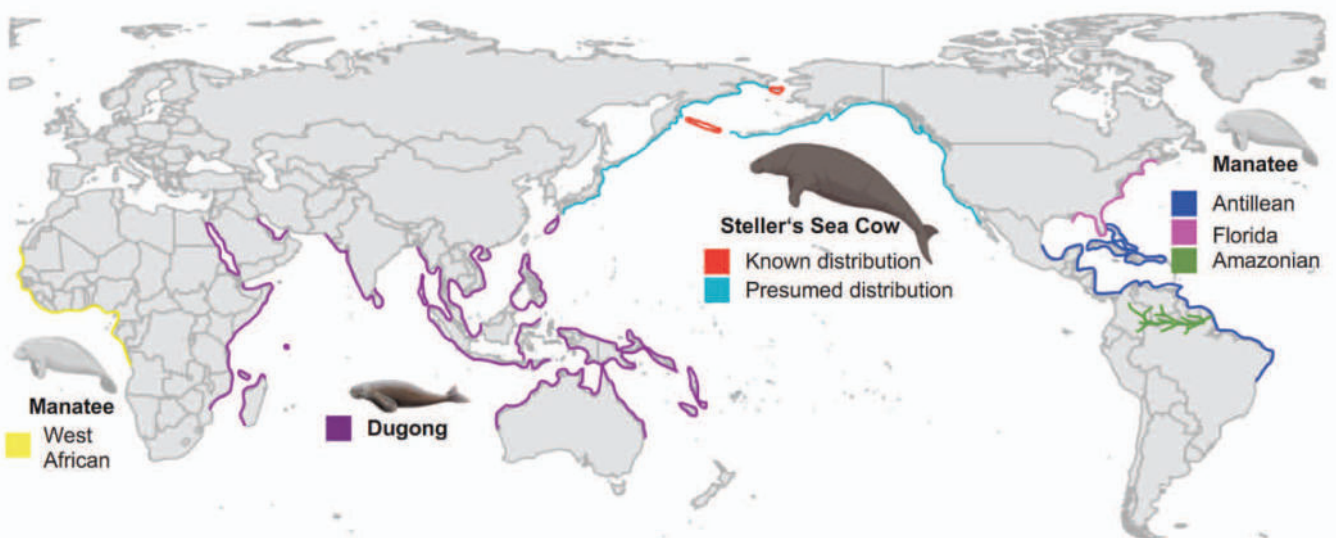 Manatee
Antillean
Florida
Amazonian
Steller's Sea Cow
Known distribution
Presumed distribution
Manatee
West
African
Dugong